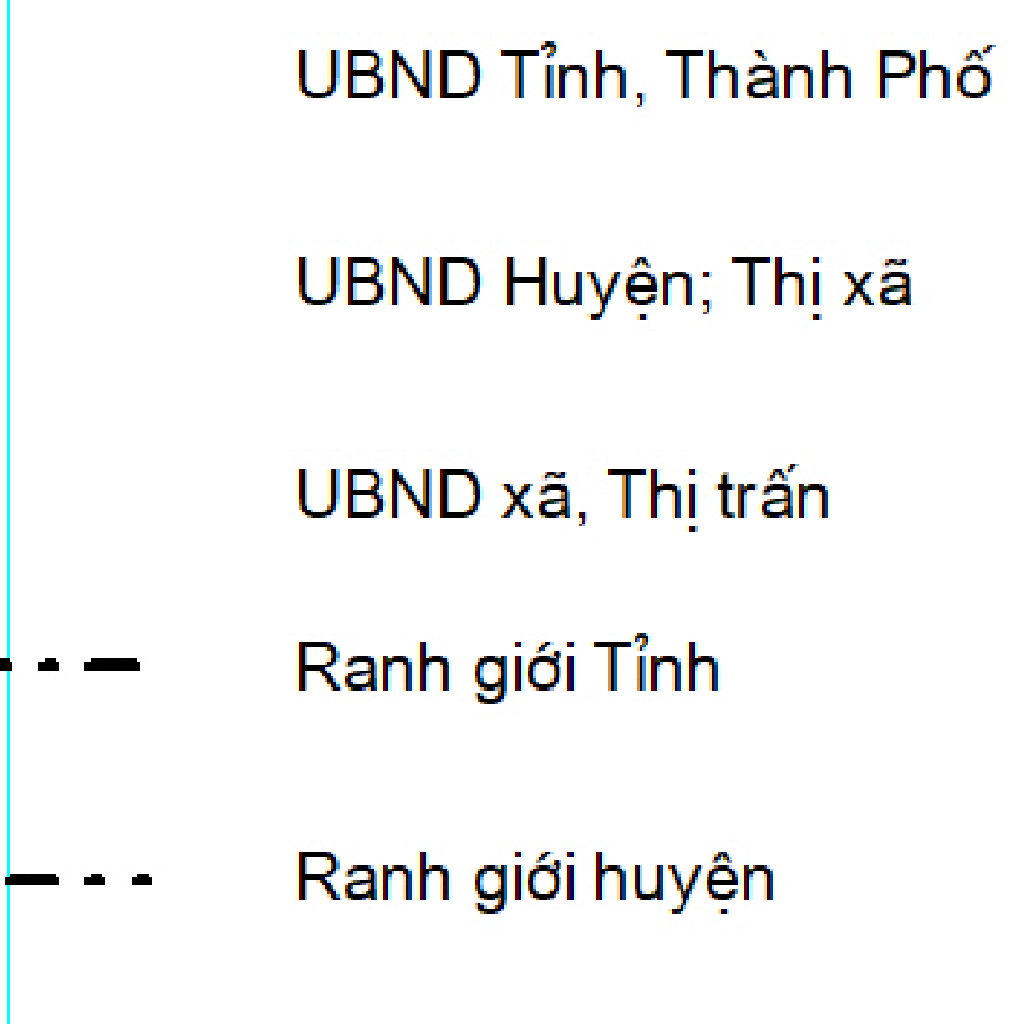 UBND Tỉnh, Thành Phố
UBND Huyện; Thị xã
UBND xã, Thị trấn
Ranh giới Tỉnh
Ranh giới huyện